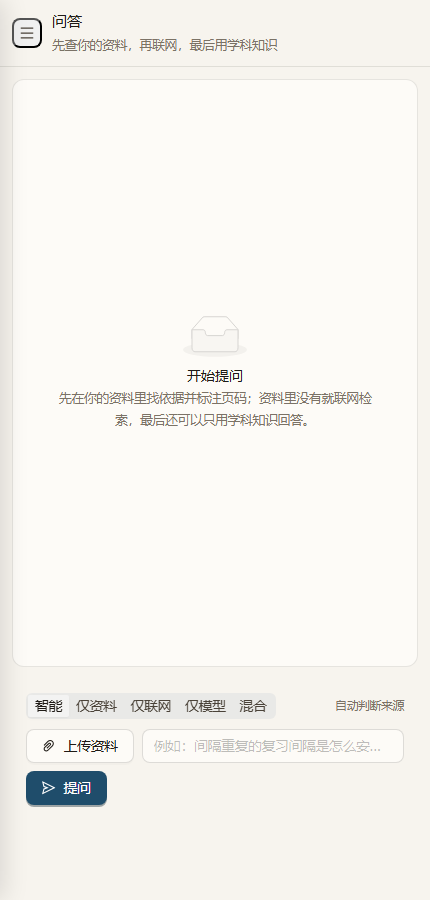 问答
先查你的资料，再联网，最后用学科知识
开始提问
先在你的资料里找依据并标注页码；资料里没有就联网检
索，最后还可以只用学科知识回答。
智能 仅资料 仅联网 仅模型 混合 自动判断来源
上传资料 例如：间隔重复的复习间隔是怎么安...
提问